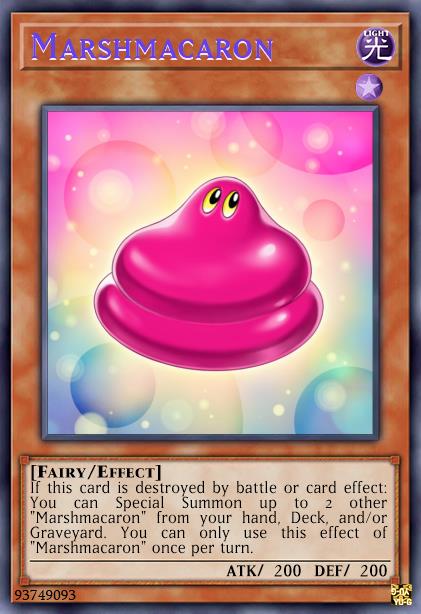 MARSHMACARON
LIGHT
光
[FAIRY/EFFECT]
If this card is destroyed by battle or card effect:
You can Special Summon up to 2 other
"Marshmacaron" from your hand, Deck, and/or
Graveyard. You can only use this effect of
"Marshmacaron" once per turn.
ATK/ 200 DEF/ 200
93749093